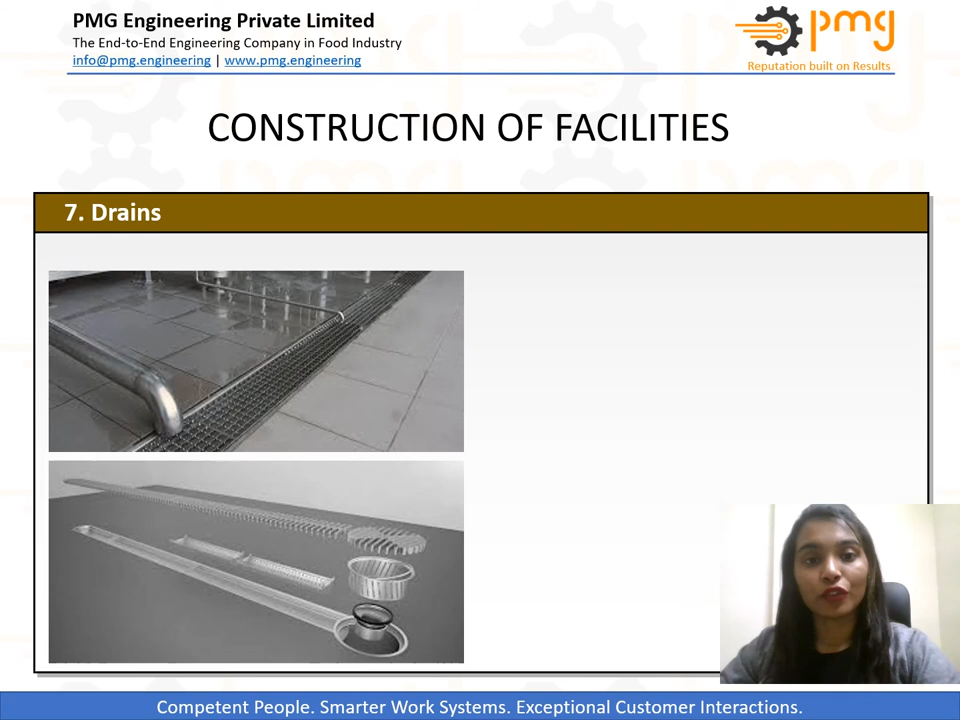 PMG Engineering Private Limited
The End-to-End Engineering Company in Food Industry
info@pmg.engineering | www.pmg.engineering
pmg
Reputation built on Results
CONSTRUCTION OF FACILITIES
7. Drains
Competent People. Smarter Work Systems. Exceptional Customer Interactions.